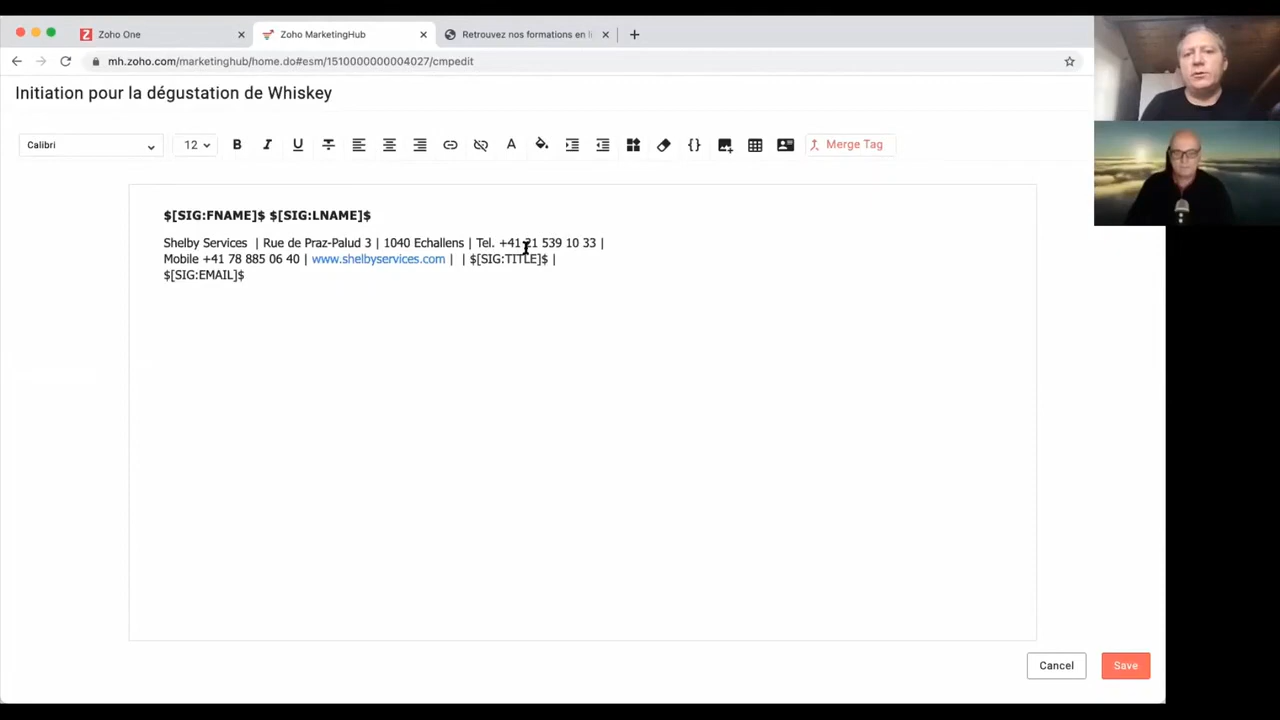 Zoho One
Zoho MarketingHub
Retrouvez nos formations en li
mh.zoho.com/marketinghub/home.do#esm/1510000000004027/cmpedit
Initiation pour la dégustation de Whiskey
Calibri
12
B I U
A
{}
Merge Tag
$[SIG:FNAME]$ $[SIG:LNAME]$
Shelby Services | Rue de Praz-Palud 3 | 1040 Echallens | Tel. +41 21 539 10 33 |
Mobile +41 78 885 06 40 | www.shelbyservices.com | | $[SIG:TITLE]$ |
$[SIG:EMAIL]$
Cancel
Save